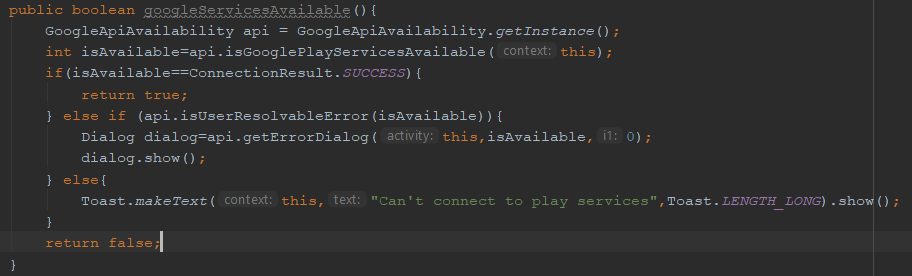 public boolean googleServicesAvailable(){
GoogleApiAvailability api = GoogleApiAvailability.getInstance();
int isAvailable=api.isGooglePlayServicesAvailable( context: this);
if(isAvailable==ConnectionResult.SUCCESS){
return true;
} else if (api.isUserResolvableError(isAvailable)){
Dialog dialog=api.getErrorDialog( activity: this,isAvailable, i1: 0);
dialog.show();
} else{
Toast.makeText( context: this, text: "Can't connect to play services",Toast.LENGTH_LONG).show();
}
return false;
}